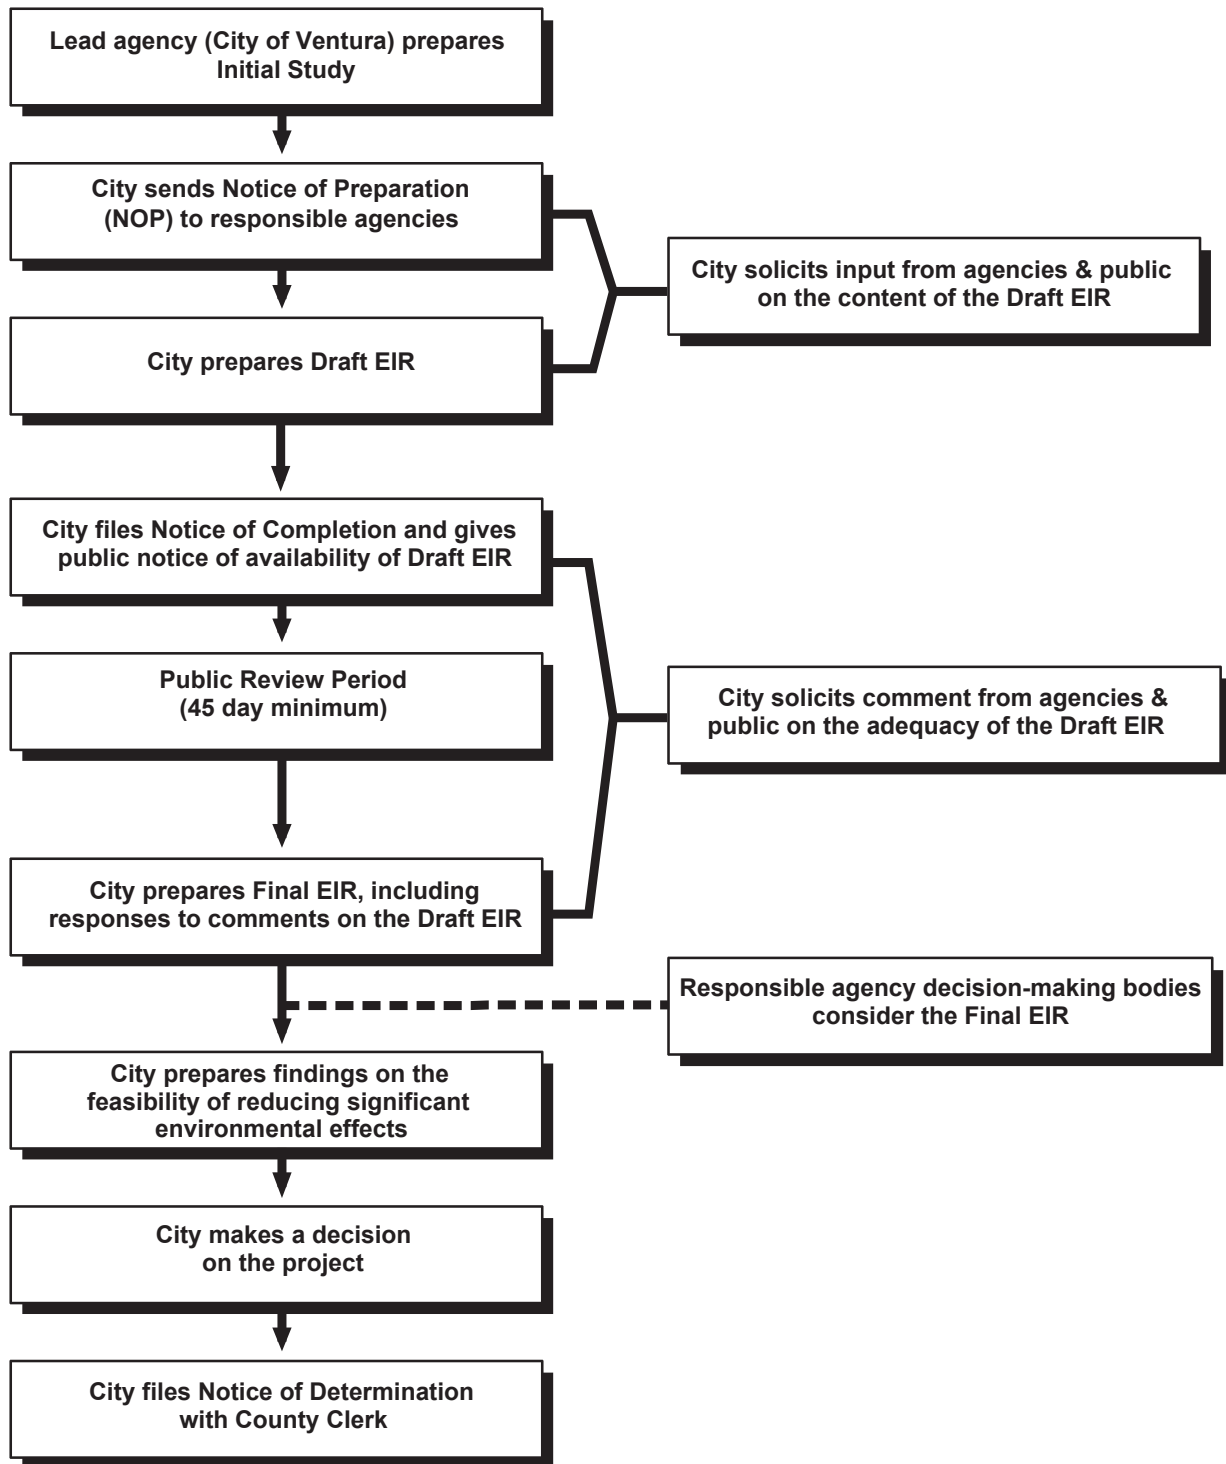 Lead agency (City of Ventura) prepares
Initial Study
City sends Notice of Preparation
(NOP) to responsible agencies
City solicits input from agencies & public
on the content of the Draft EIR
City prepares Draft EIR
City files Notice of Completion and gives
public notice of availability of Draft EIR
Public Review Period
(45 day minimum)
City solicits comment from agencies &
public on the adequacy of the Draft EIR
City prepares Final EIR, including
responses to comments on the Draft EIR
Responsible agency decision-making bodies
consider the Final EIR
City prepares findings on the
feasibility of reducing significant
environmental effects
City makes a decision
on the project
City files Notice of Determination
with County Clerk